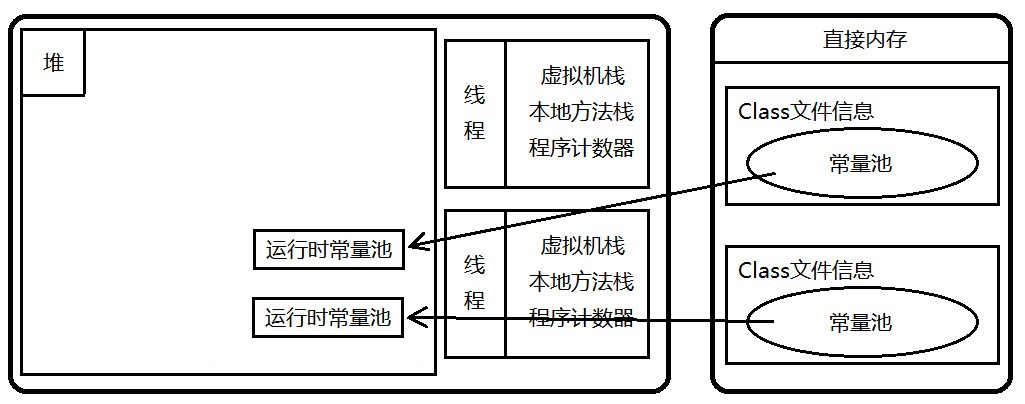 堆
线
程
虚拟机栈
本地方法栈
程序计数器
运行时常量池
运行时常量池
线
程
虚拟机栈
本地方法栈
程序计数器
直接内存
Class文件信息
常量池
Class文件信息
常量池